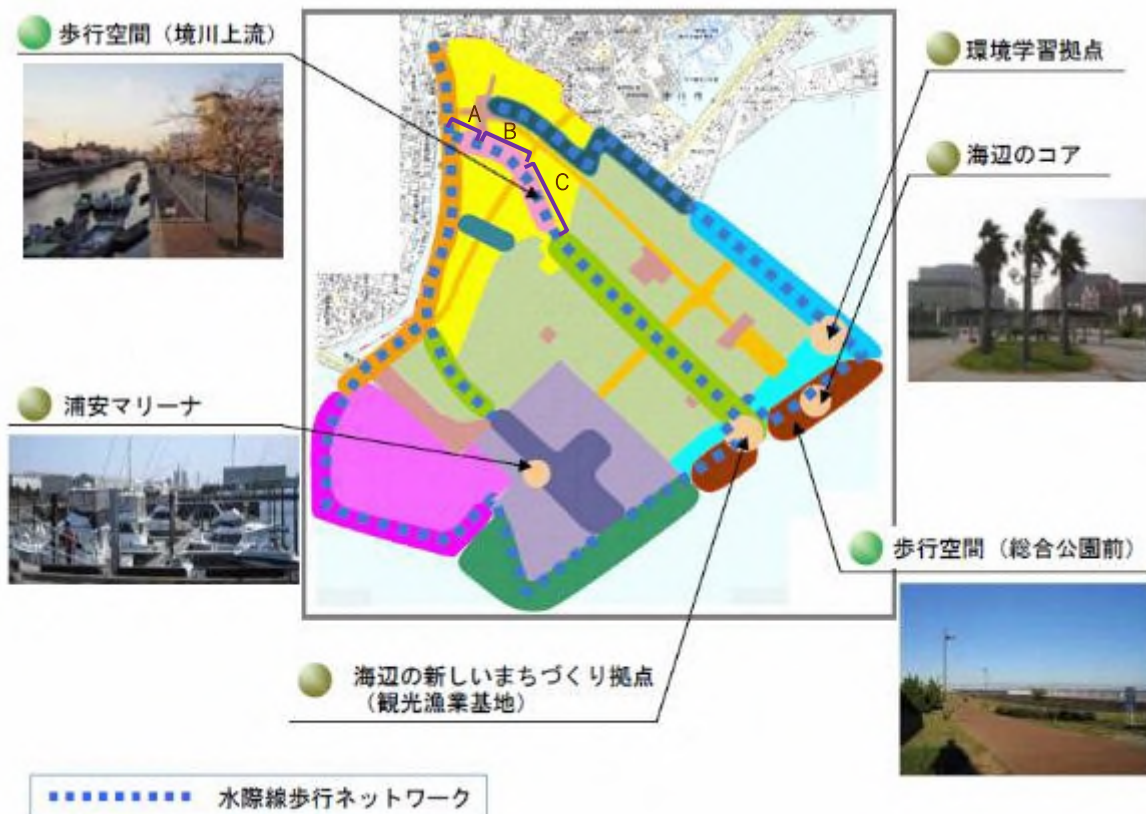 歩行空間（境川上流）
環境学習拠点
A
B
海辺のコア
C
浦安マリーナ
歩行空間（総合公園前）
海辺の新しいまちづくり拠点
（観光漁業基地）
水際線歩行ネットワーク